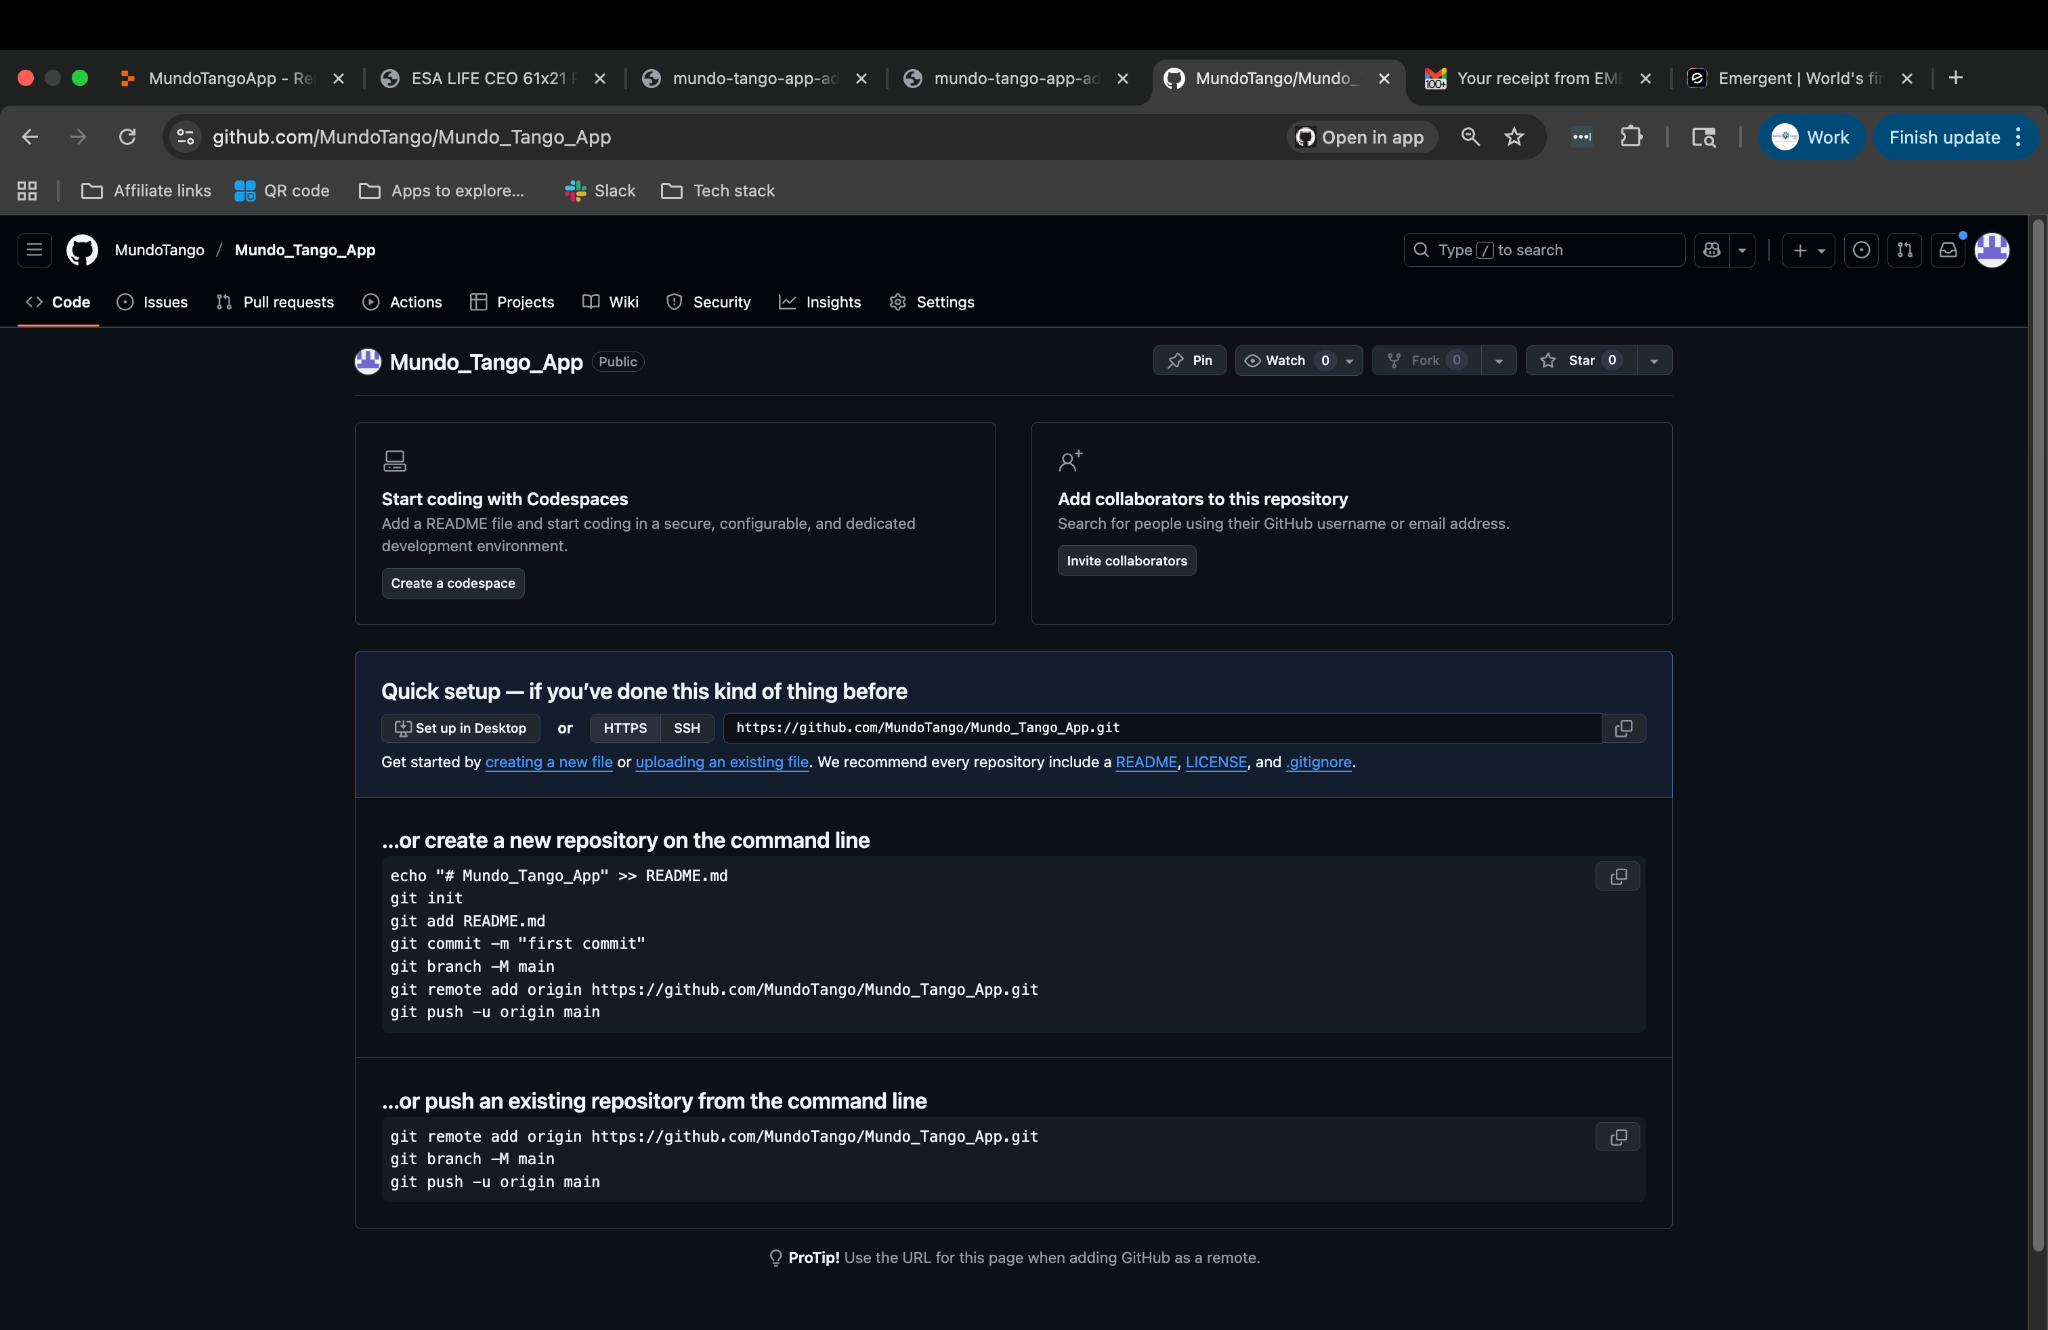 MundoTangoApp - Re
ESA LIFE CEO 61x21
mundo-tango-app-ad
mundo-tango-app-ad
MundoTango/Mundo_
Your receipt from EM
Emergent | World's fir
github.com/MundoTango/Mundo_Tango_App
Open in app
Work
Finish update
Affiliate links
QR code
Apps to explore...
Slack
Tech stack
MundoTango / Mundo_Tango_App
Type / to search
Code
Issues
Pull requests
Actions
Projects
Wiki
Security
Insights
Settings
Mundo_Tango_App Public
Pin
Watch 0
Fork 0
Star 0
Start coding with Codespaces
Add a README file and start coding in a secure, configurable, and dedicated
development environment.
Create a codespace
Add collaborators to this repository
Search for people using their GitHub username or email address.
Invite collaborators
Quick setup — if you’ve done this kind of thing before
Set up in Desktop or HTTPS SSH https://github.com/MundoTango/Mundo_Tango_App.git
Get started by creating a new file or uploading an existing file. We recommend every repository include a README, LICENSE, and .gitignore.
...or create a new repository on the command line
echo "# Mundo_Tango_App" >> README.md
git init
git add README.md
git commit -m "first commit"
git branch -M main
git remote add origin https://github.com/MundoTango/Mundo_Tango_App.git
git push -u origin main
...or push an existing repository from the command line
git remote add origin https://github.com/MundoTango/Mundo_Tango_App.git
git branch -M main
git push -u origin main
ProTip! Use the URL for this page when adding GitHub as a remote.